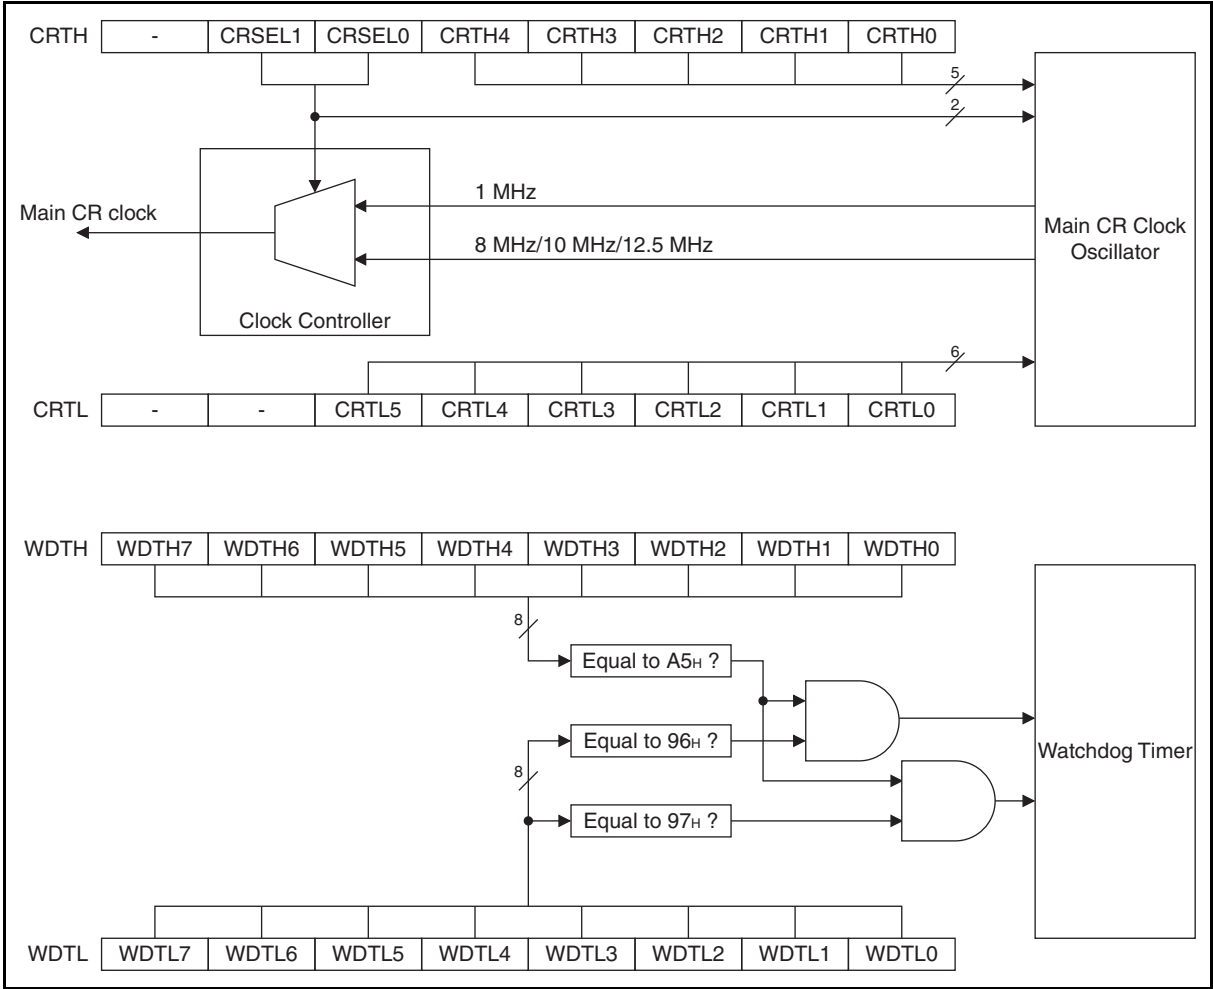 CRTH - CRSEL1 CRSEL0 CRTH4 CRTH3 CRTH2 CRTH1 CRTH0
5
2
1 MHz
Main CR clock
8 MHz/10 MHz/12.5 MHz
Main CR Clock
Oscillator
Clock Controller
6
CRTL - - CRTL5 CRTL4 CRTL3 CRTL2 CRTL1 CRTL0
WDTH WDTH7 WDTH6 WDTH5 WDTH4 WDTH3 WDTH2 WDTH1 WDTH0
8
Equal to A5H ?
Equal to 96H ?
Watchdog Timer
8
Equal to 97H ?
WDTL WDTL7 WDTL6 WDTL5 WDTL4 WDTL3 WDTL2 WDTL1 WDTL0